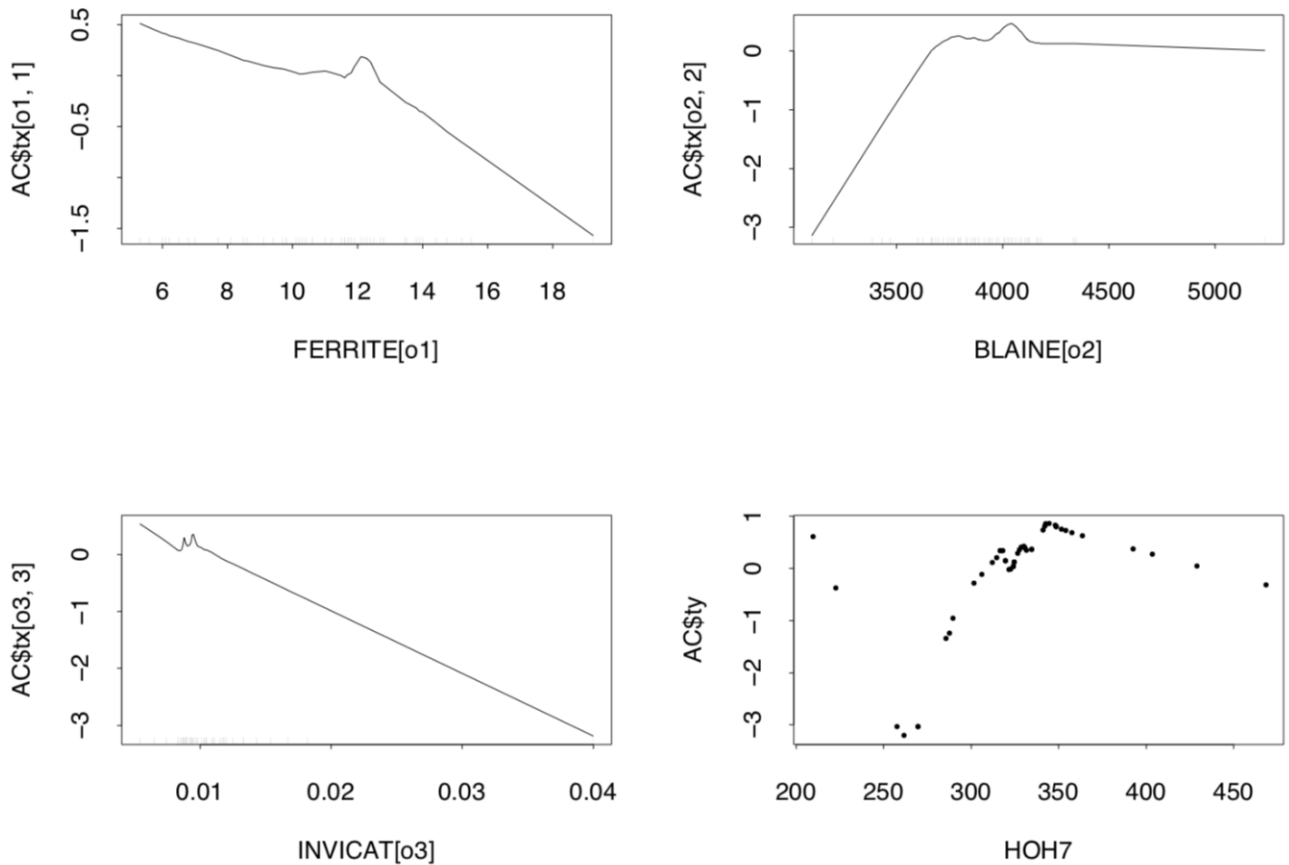 AC$tx[o1, 1]
0.5
-0.5
-1.5
6 8 10 12 14 16 18
FERRITE[o1]
AC$tx[o2, 2]
0
-1
-2
-3
3500 4000 4500 5000
BLAINE[o2]
AC$tx[o3, 3]
0
-1
-2
-3
0.01 0.02 0.03 0.04
INVICAT[o3]
AC$ty
1
0
-1
-2
-3
200 250 300 350 400 450
HOH7